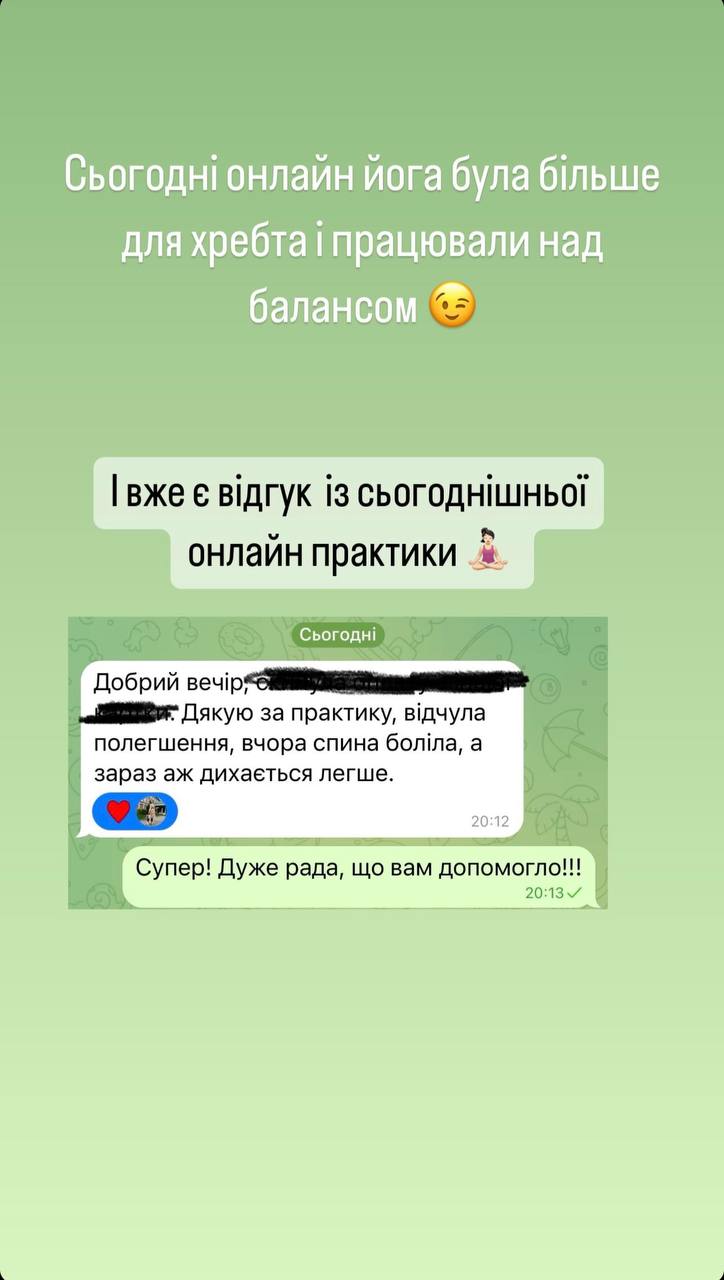 Сьогодні онлайн йога була більше
для хребта і працювали над
балансом 😉
І вже є відгук із сьогоднішньої
онлайн практики 🧘🏻‍♀️
Сьогодні
Добрий вечір,
Дякую за практику, відчула
полегшення, вчора спина боліла, а
зараз аж дихається легше.
20:12
Супер! Дуже рада, що вам допомогло!!!
20:13